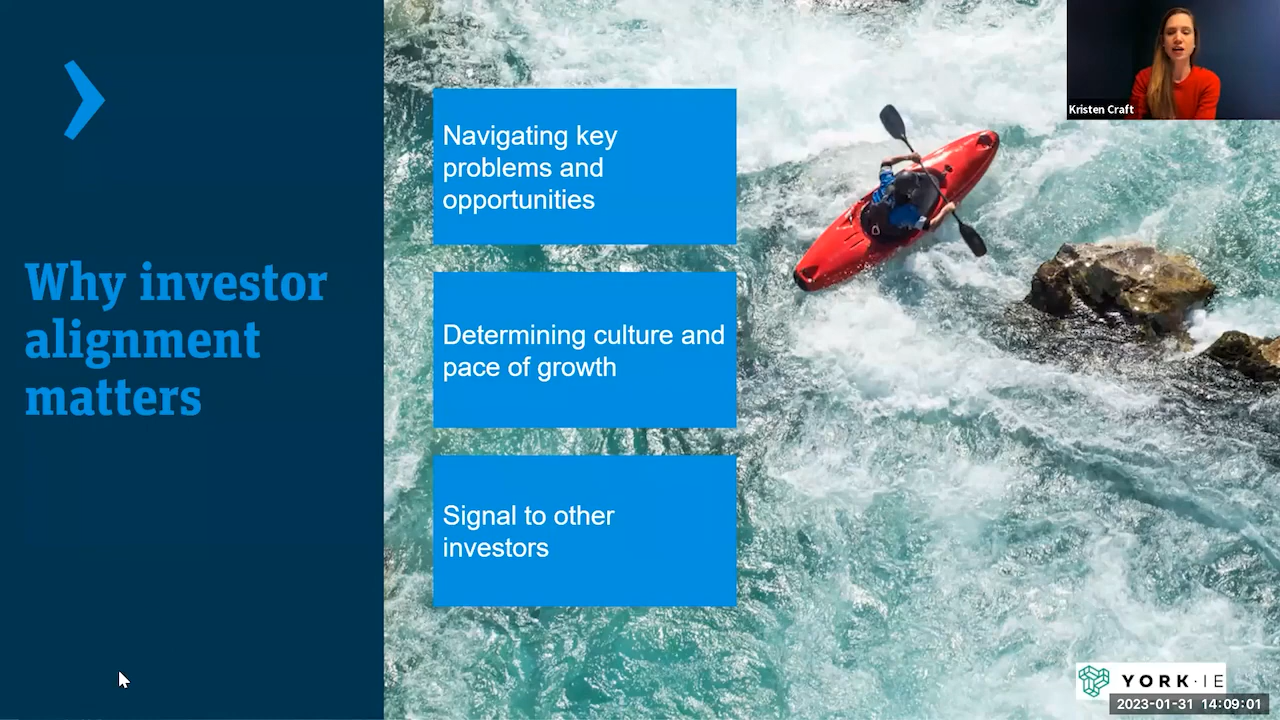 Why investor
alignment
matters
Navigating key
problems and
opportunities
Determining culture and
pace of growth
Signal to other
investors
Kristen Craft
YORK·IE
2023-01-31 14:09:01